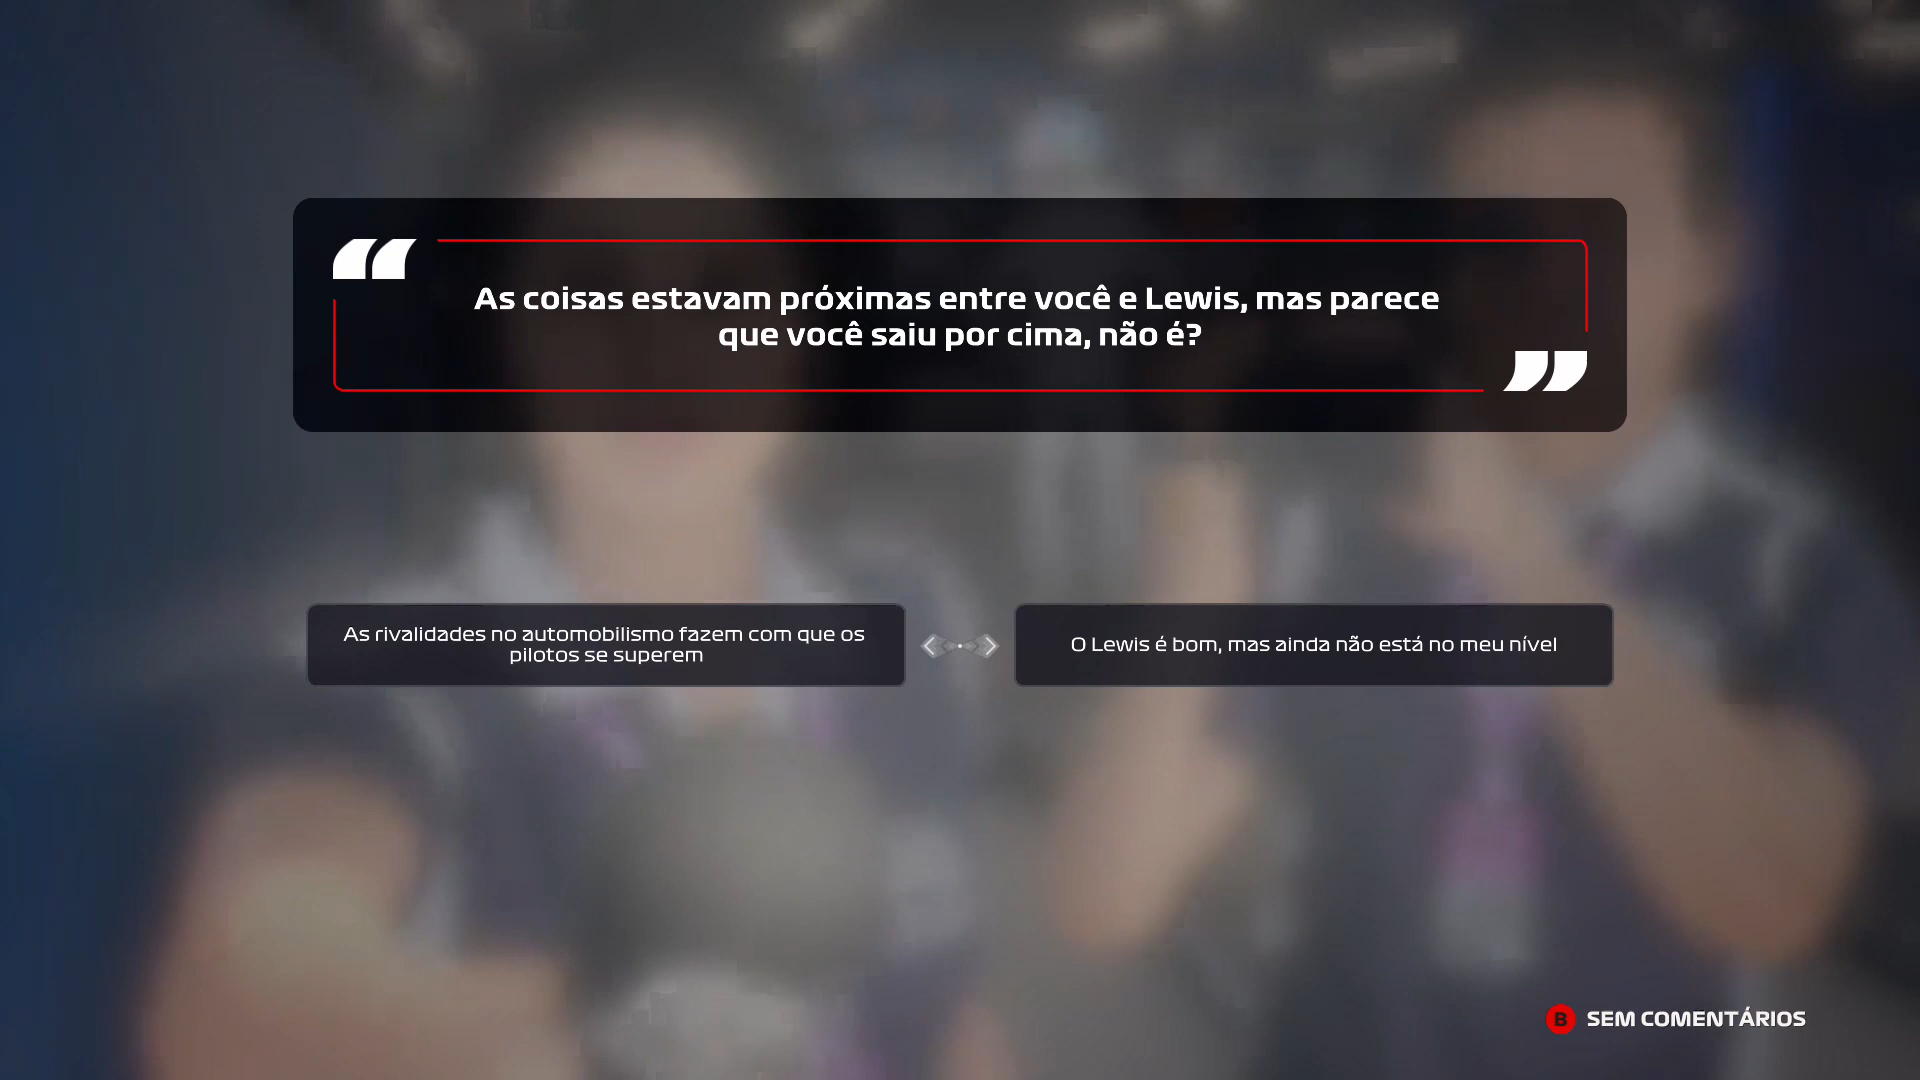 As coisas estavam próximas entre você e Lewis, mas parece
que você saiu por cima, não é?
As rivalidades no automobilismo fazem com que os
pilotos se superem
O Lewis é bom, mas ainda não está no meu nível
B SEM COMENTÁRIOS